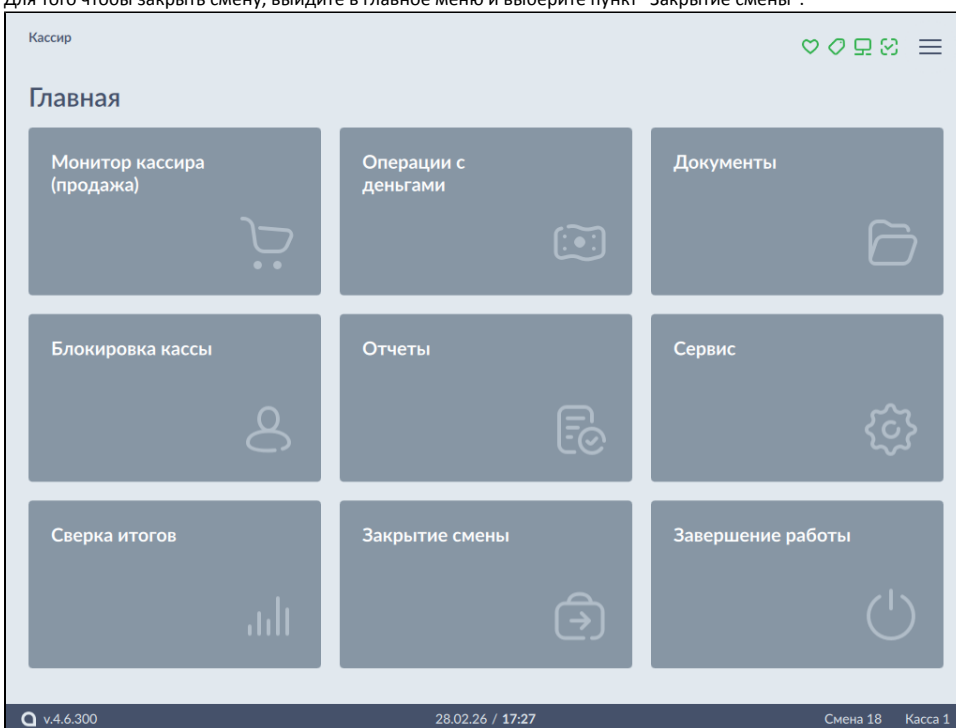 Для того чтобы закрыть смену, выйдите в главное меню и выберите пункт "Закрытие смены".
Кассир
Главная
Монитор кассира
(продажа)
Операции с
деньгами
Документы
Блокировка кассы
Отчеты
Сервис
Сверка итогов
Закрытие смены
Завершение работы
v.4.6.300
28.02.26 / 17:27
Смена 18
Касса 1